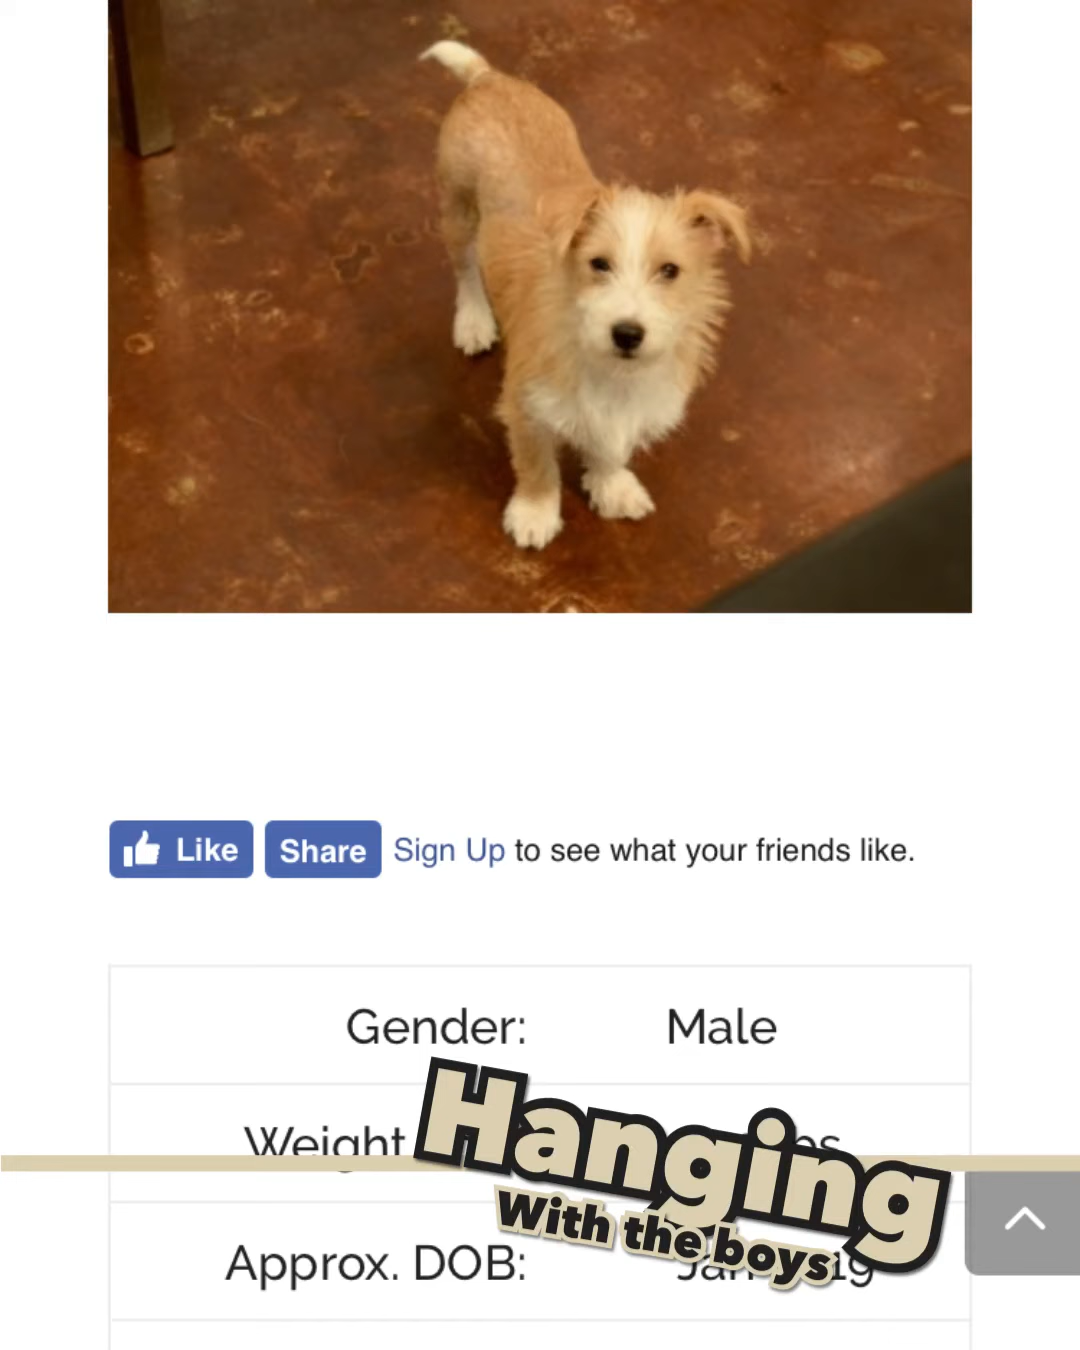 Like
Share
Sign Up to see what your friends like.
Gender: Male
Weight
Hanging
With the boys
Approx. DOB: